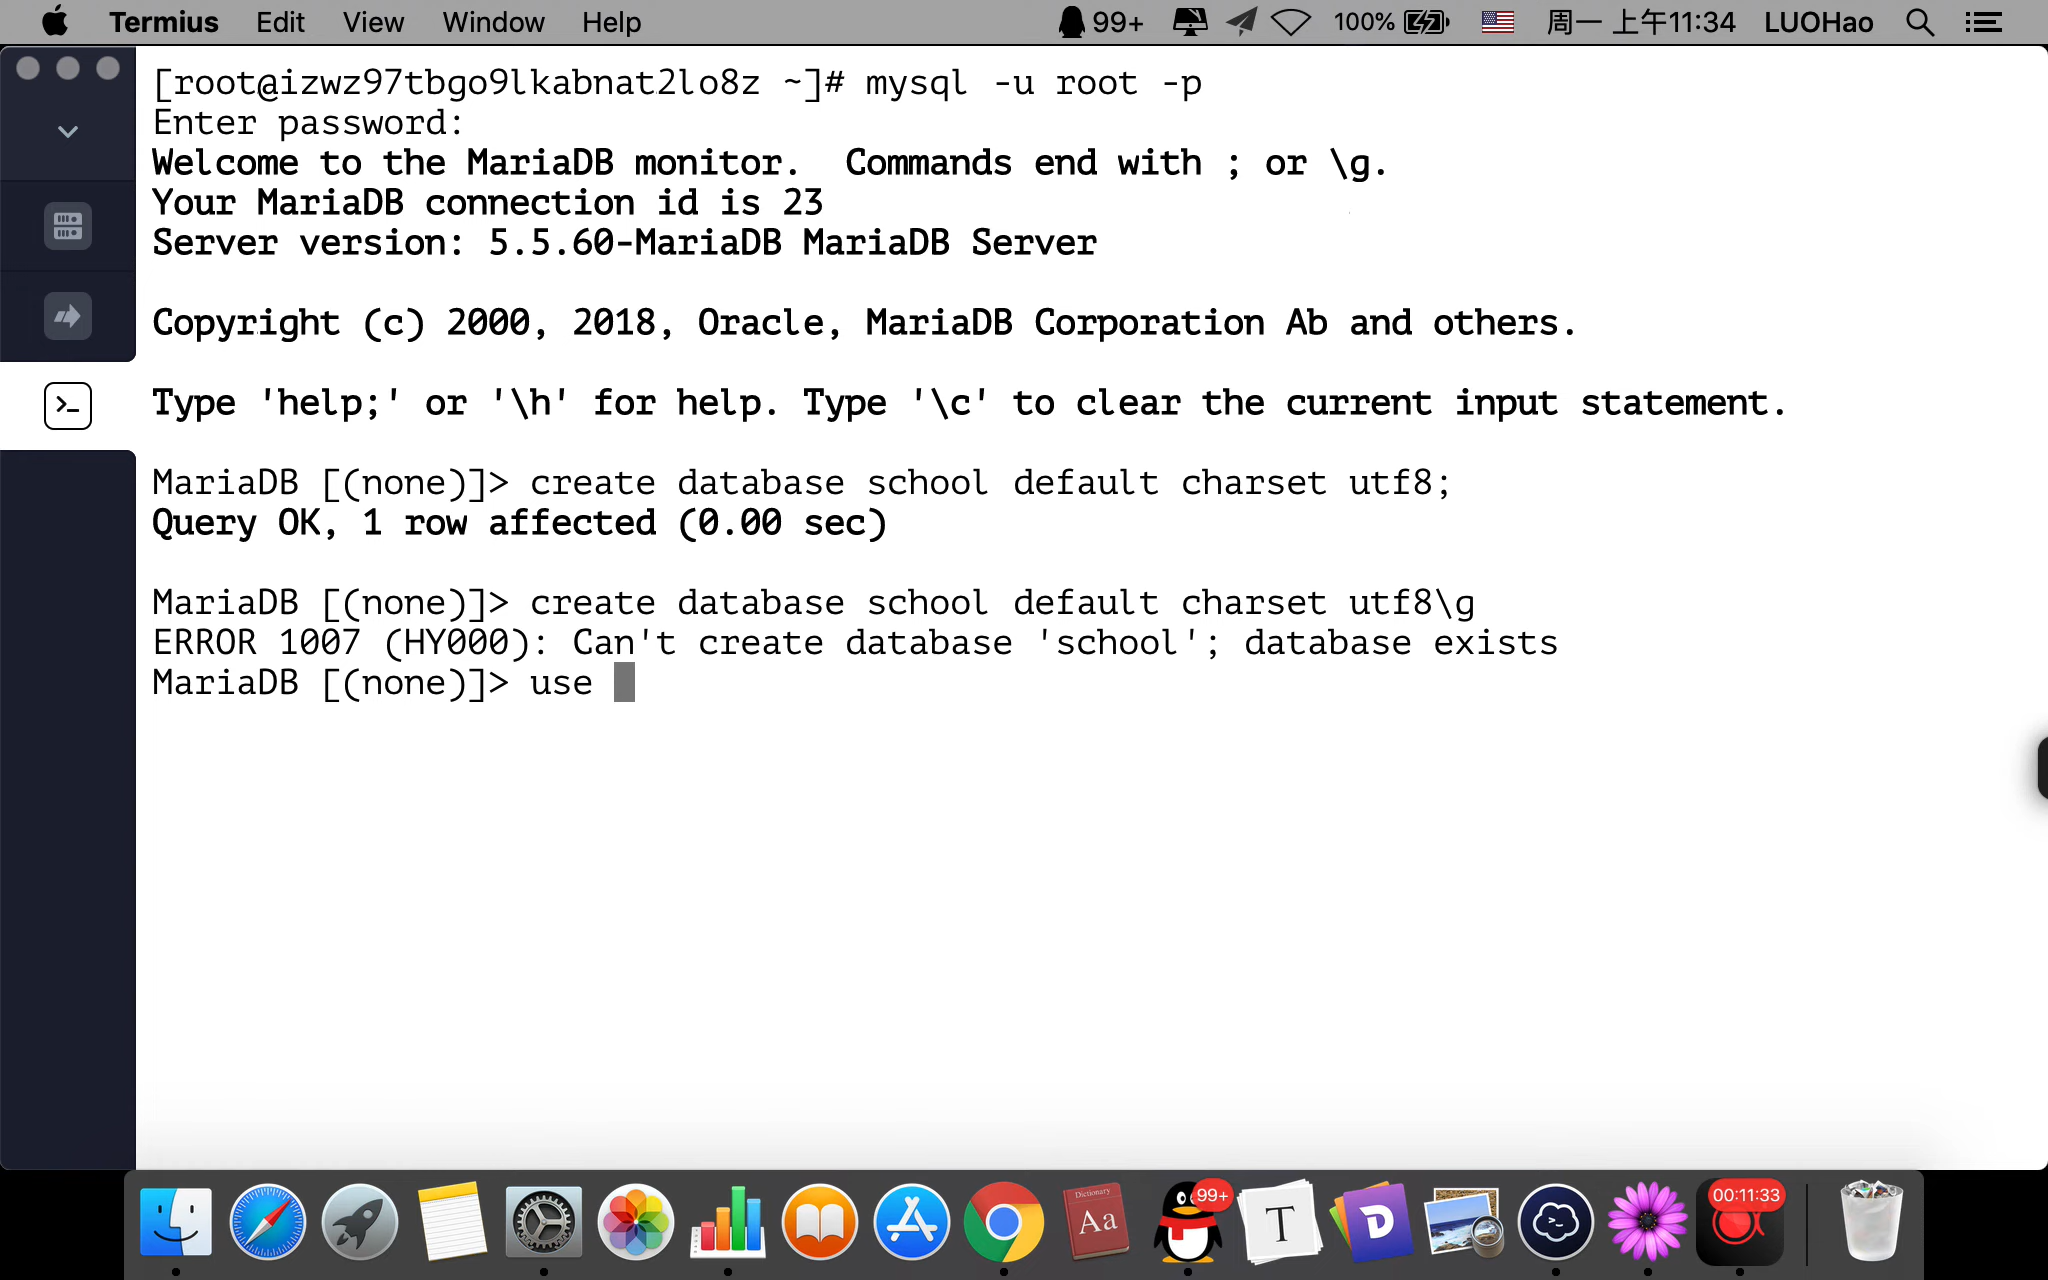 Termius Edit View Window Help 99+ 100% 周一 上午11:34 LUOHao
[root@izwz97tbgo9lkabnat2lo8z ~]# mysql -u root -p
Enter password:
Welcome to the MariaDB monitor.  Commands end with ; or \g.
Your MariaDB connection id is 23
Server version: 5.5.60-MariaDB MariaDB Server
Copyright (c) 2000, 2018, Oracle, MariaDB Corporation Ab and others.
Type 'help;' or '\h' for help. Type '\c' to clear the current input statement.
MariaDB [(none)]> create database school default charset utf8;
Query OK, 1 row affected (0.00 sec)
MariaDB [(none)]> create database school default charset utf8\g
ERROR 1007 (HY000): Can't create database 'school'; database exists
MariaDB [(none)]> use
Dictionary
Aa
99+
T
D
00:11:33